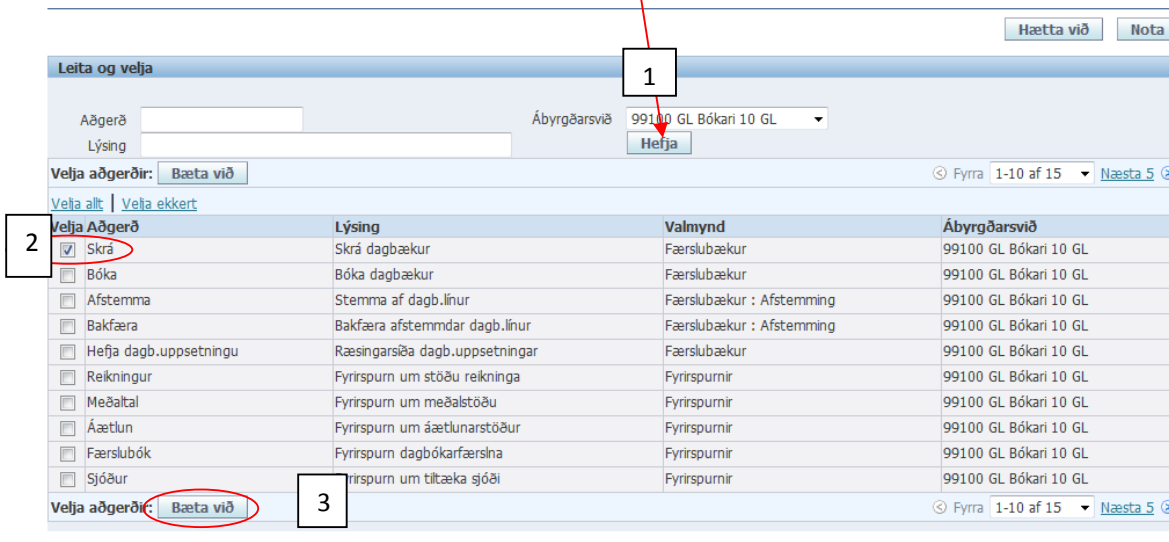 Hætta við Nota
Leita og velja
1
Aðgerð Ábyrgðarsvið 99100 GL Bókari 10 GL
Lýsing Hefja
Velja aðgerðir: Bæta við Fyrra 1-10 af 15 Næsta 5
Velja allt | Velja ekkert
2
Velja Aðgerð Lýsing Valmynd Ábyrgðarsvið
Skrá Skrá dagbækur Færslubækur 99100 GL Bókari 10 GL
Bóka Bóka dagbækur Færslubækur 99100 GL Bókari 10 GL
Afstemma Stemma af dagb.línur Færslubækur : Afstemming 99100 GL Bókari 10 GL
Bakfæra Bakfæra afstemmdar dagb.línur Færslubækur : Afstemming 99100 GL Bókari 10 GL
Hefja dagb.uppsetningu Ræsingarsíða dagb.uppsetningar Færslubækur 99100 GL Bókari 10 GL
Reikningur Fyrirspurn um stöðu reikninga Fyrirspurnir 99100 GL Bókari 10 GL
Meðaltal Fyrirspurn um meðalstöðu Fyrirspurnir 99100 GL Bókari 10 GL
Áætlun Fyrirspurn um áætlunarstöður Fyrirspurnir 99100 GL Bókari 10 GL
Færslubók Fyrirspurn dagbókarfærslna Fyrirspurnir 99100 GL Bókari 10 GL
Sjóður rirspurn um tiltæka sjóði Fyrirspurnir 99100 GL Bókari 10 GL
Velja aðgerðir: Bæta við 3 Fyrra 1-10 af 15 Næsta 5